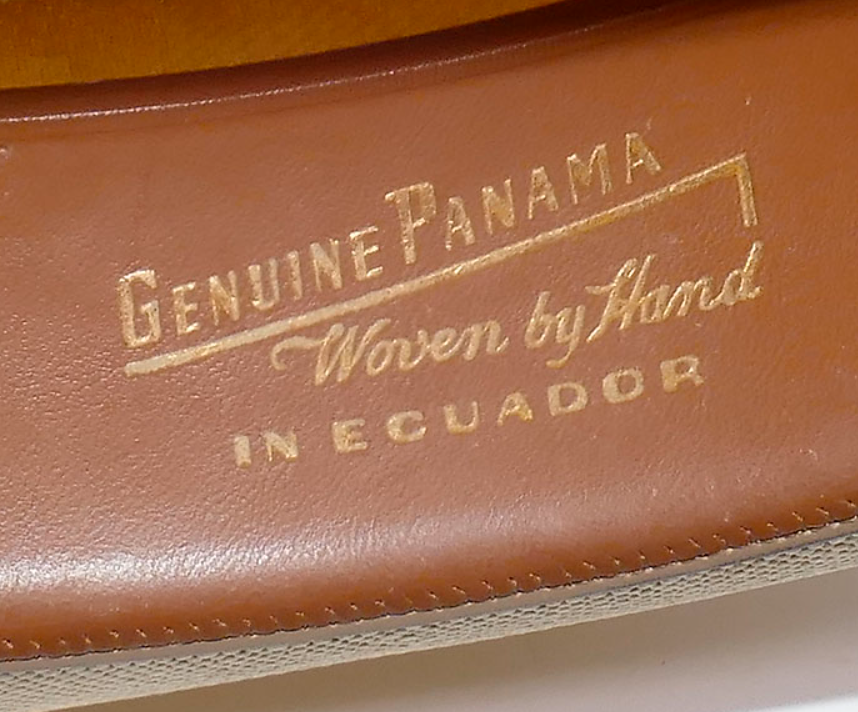 GENUINE PANAMA
Woven by Hand
IN ECUADOR